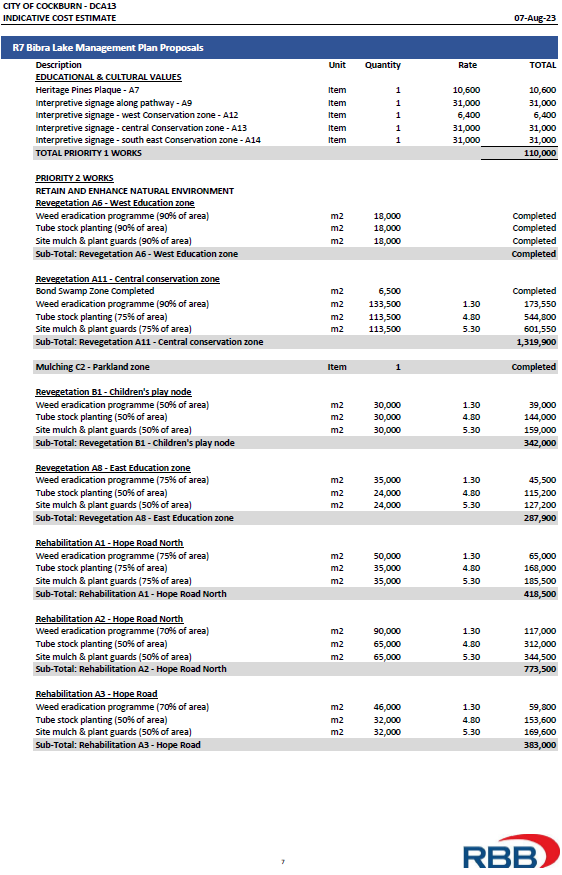 CITY OF COCKBURN - DCA13
INDICATIVE COST ESTIMATE 07-Aug-23
R7 Bibra Lake Management Plan Proposals
Description Unit Quantity Rate TOTAL
EDUCATIONAL & CULTURAL VALUES
Heritage Pines Plaque - A7 Item 1 10,600 10,600
Interpretive signage along pathway - A9 Item 1 31,000 31,000
Interpretive signage - west Conservation zone - A12 Item 1 6,400 6,400
Interpretive signage - central Conservation zone - A13 Item 1 31,000 31,000
Interpretive signage - south east Conservation zone - A14 Item 1 31,000 31,000
TOTAL PRIORITY 1 WORKS 110,000
PRIORITY 2 WORKS
RETAIN AND ENHANCE NATURAL ENVIRONMENT
Revegetation A6 - West Education zone
Weed eradication programme (90% of area) m2 18,000 Completed
Tube stock planting (90% of area) m2 18,000 Completed
Site mulch & plant guards (90% of area) m2 18,000 Completed
Sub-Total: Revegetation A6 - West Education zone Completed
Revegetation A11 - Central conservation zone
Bond Swamp Zone Completed m2 6,500 Completed
Weed eradication programme (90% of area) m2 133,500 1.30 173,550
Tube stock planting (75% of area) m2 113,500 4.80 544,800
Site mulch & plant guards (75% of area) m2 113,500 5.30 601,550
Sub-Total: Revegetation A11 - Central conservation zone 1,319,900
Mulching C2 - Parkland zone Item 1 Completed
Revegetation B1 - Children's play node
Weed eradication programme (50% of area) m2 30,000 1.30 39,000
Tube stock planting (50% of area) m2 30,000 4.80 144,000
Site mulch & plant guards (50% of area) m2 30,000 5.30 159,000
Sub-Total: Revegetation B1 - Children's play node 342,000
Revegetation A8 - East Education zone
Weed eradication programme (75% of area) m2 35,000 1.30 45,500
Tube stock planting (50% of area) m2 24,000 4.80 115,200
Site mulch & plant guards (50% of area) m2 24,000 5.30 127,200
Sub-Total: Revegetation A8 - East Education zone 287,900
Rehabilitation A1 - Hope Road North
Weed eradication programme (75% of area) m2 50,000 1.30 65,000
Tube stock planting (75% of area) m2 35,000 4.80 168,000
Site mulch & plant guards (75% of area) m2 35,000 5.30 185,500
Sub-Total: Rehabilitation A1 - Hope Road North 418,500
Rehabilitation A2 - Hope Road North
Weed eradication programme (70% of area) m2 90,000 1.30 117,000
Tube stock planting (50% of area) m2 65,000 4.80 312,000
Site mulch & plant guards (50% of area) m2 65,000 5.30 344,500
Sub-Total: Rehabilitation A2 - Hope Road North 773,500
Rehabilitation A3 - Hope Road
Weed eradication programme (70% of area) m2 46,000 1.30 59,800
Tube stock planting (50% of area) m2 32,000 4.80 153,600
Site mulch & plant guards (50% of area) m2 32,000 5.30 169,600
Sub-Total: Rehabilitation A3 - Hope Road 383,000
7
RBB